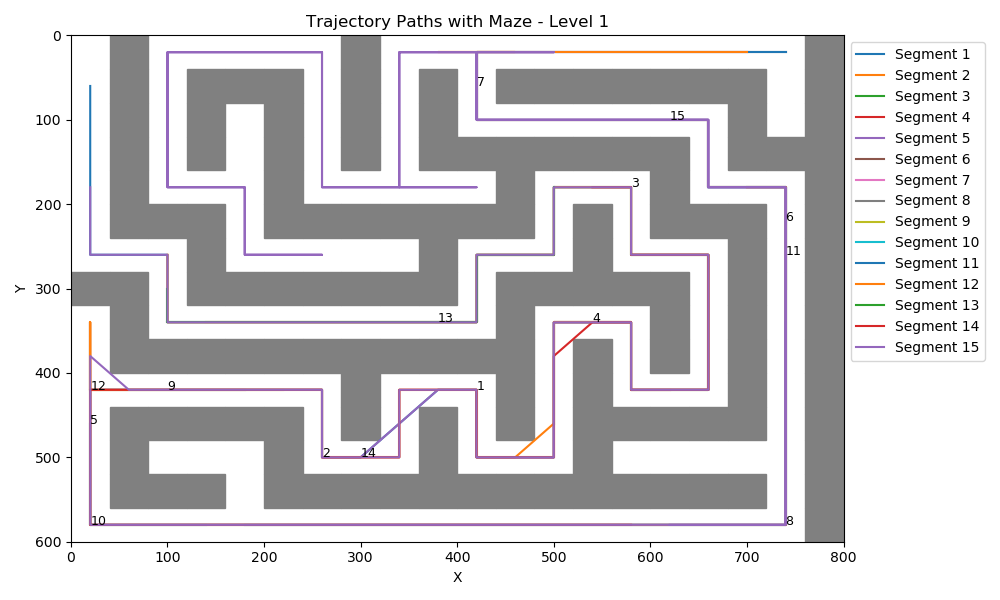 Trajectory Paths with Maze - Level 1
0
100
200
300
400
500
600
Y
0
100
200
300
400
500
600
700
800
X
7
15
3
6
11
13
4
12
9
1
5
2
14
10
8
Segment 1
Segment 2
Segment 3
Segment 4
Segment 5
Segment 6
Segment 7
Segment 8
Segment 9
Segment 10
Segment 11
Segment 12
Segment 13
Segment 14
Segment 15